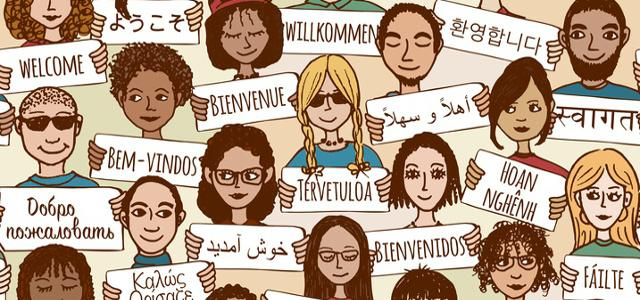 ようこそ
WILLKOMMEN
환영합니다
WELCOME
BIENVENUE
أهلاً و سهلاً
स्वागत
BEM-VINDOS
TERVETULOA
HOAN
NGHÊNH
Добро
пожаловать
خوش آمدید
BIENVENIDOS
Καλώς
FÁILTE